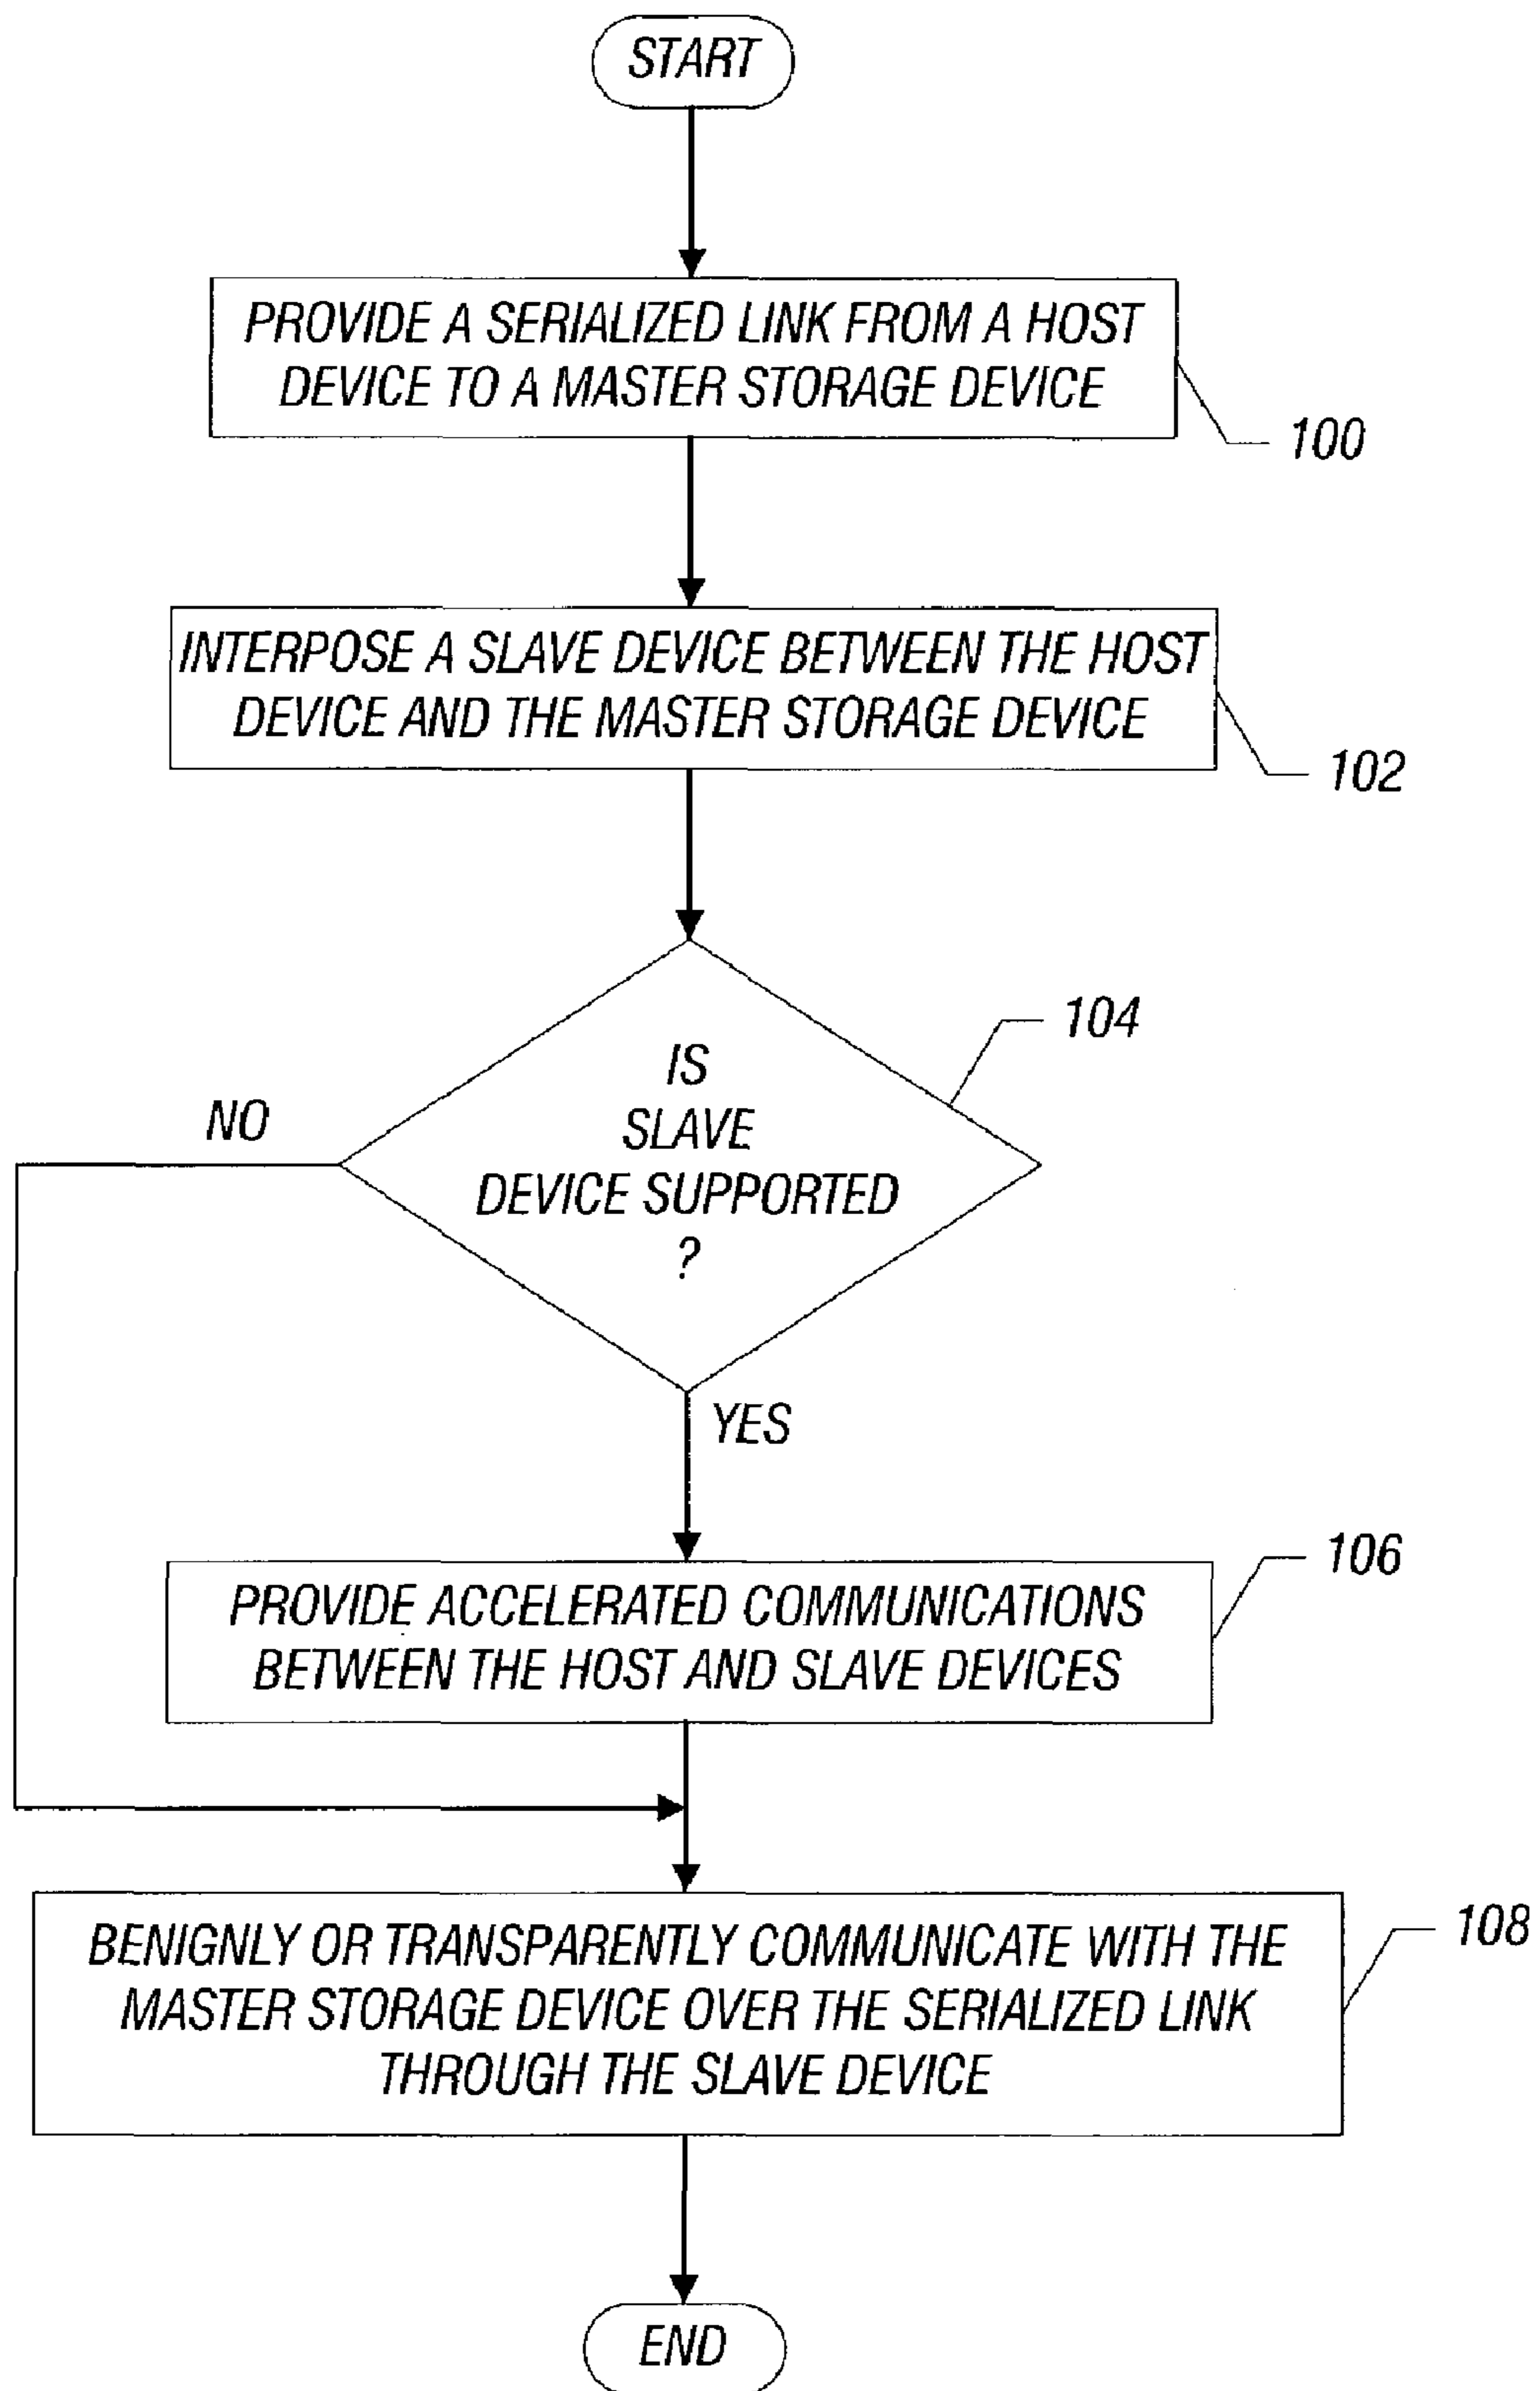 START
PROVIDE A SERIALIZED LINK FROM A HOST
DEVICE TO A MASTER STORAGE DEVICE
100
INTERPOSE A SLAVE DEVICE BETWEEN THE HOST
DEVICE AND THE MASTER STORAGE DEVICE
102
104
IS
SLAVE
DEVICE SUPPORTED
?
NO
YES
106
PROVIDE ACCELERATED COMMUNICATIONS
BETWEEN THE HOST AND SLAVE DEVICES
108
BENIGNLY OR TRANSPARENTLY COMMUNICATE WITH THE
MASTER STORAGE DEVICE OVER THE SERIALIZED LINK
THROUGH THE SLAVE DEVICE
END